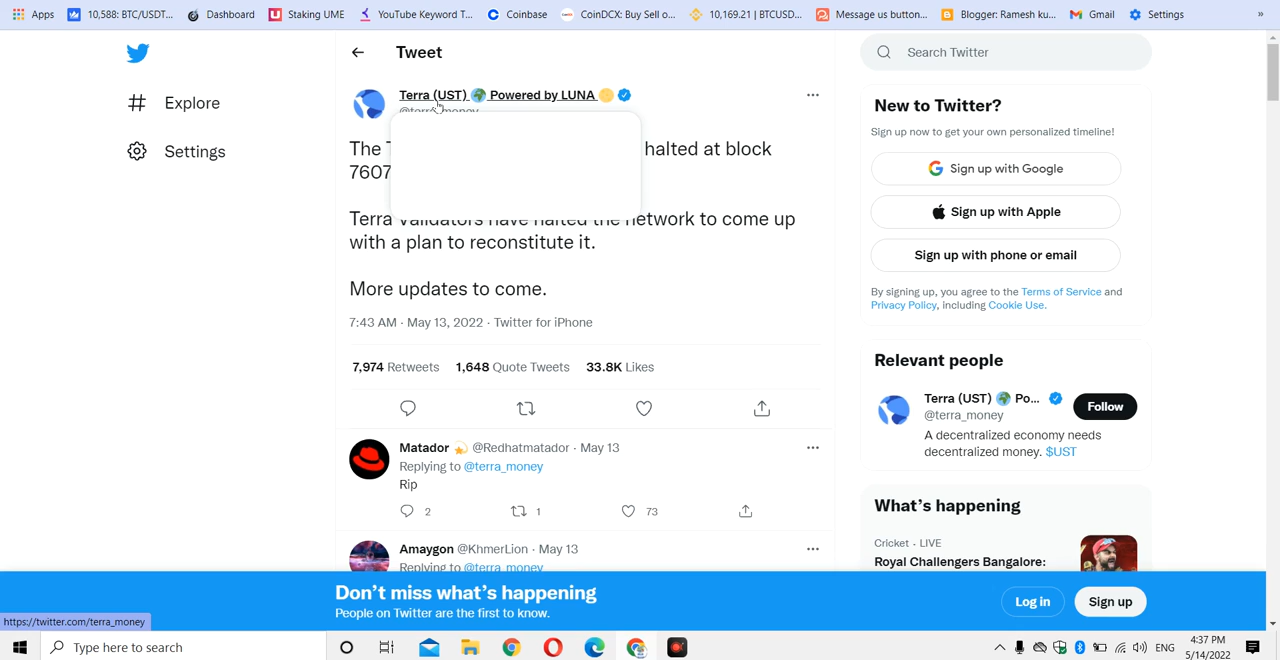 Apps
10,588: BTC/USDT...
Dashboard
Staking UME
YouTube Keyword T...
Coinbase
CoinDCX: Buy Sell o...
10,169.21 | BTCUSD...
Message us button...
Blogger: Ramesh ku...
Gmail
Settings
»
Tweet
Search Twitter
Explore
Settings
Terra (UST) 🌍 Powered by LUNA 🌕
@terra_money
The T
halted at block
7607
Terra Validators have halted the network to come up
with a plan to reconstitute it.
More updates to come.
7:43 AM · May 13, 2022 · Twitter for iPhone
7,974 Retweets 1,648 Quote Tweets 33.8K Likes
Matador 💫 @Redhatmatador · May 13
Replying to @terra_money
Rip
2 1 73
Amaygon @KhmerLion · May 13
Replying to @terra_money
New to Twitter?
Sign up now to get your own personalized timeline!
Sign up with Google
Sign up with Apple
Sign up with phone or email
By signing up, you agree to the Terms of Service and
Privacy Policy, including Cookie Use.
Relevant people
Terra (UST) 🌍 Po...
@terra_money
Follow
A decentralized economy needs
decentralized money. $UST
What's happening
Cricket · LIVE
Royal Challengers Bangalore:
Don't miss what's happening
People on Twitter are the first to know.
Log in
Sign up
https://twitter.com/terra_money
Type here to search
ENG
4:37 PM
5/14/2022